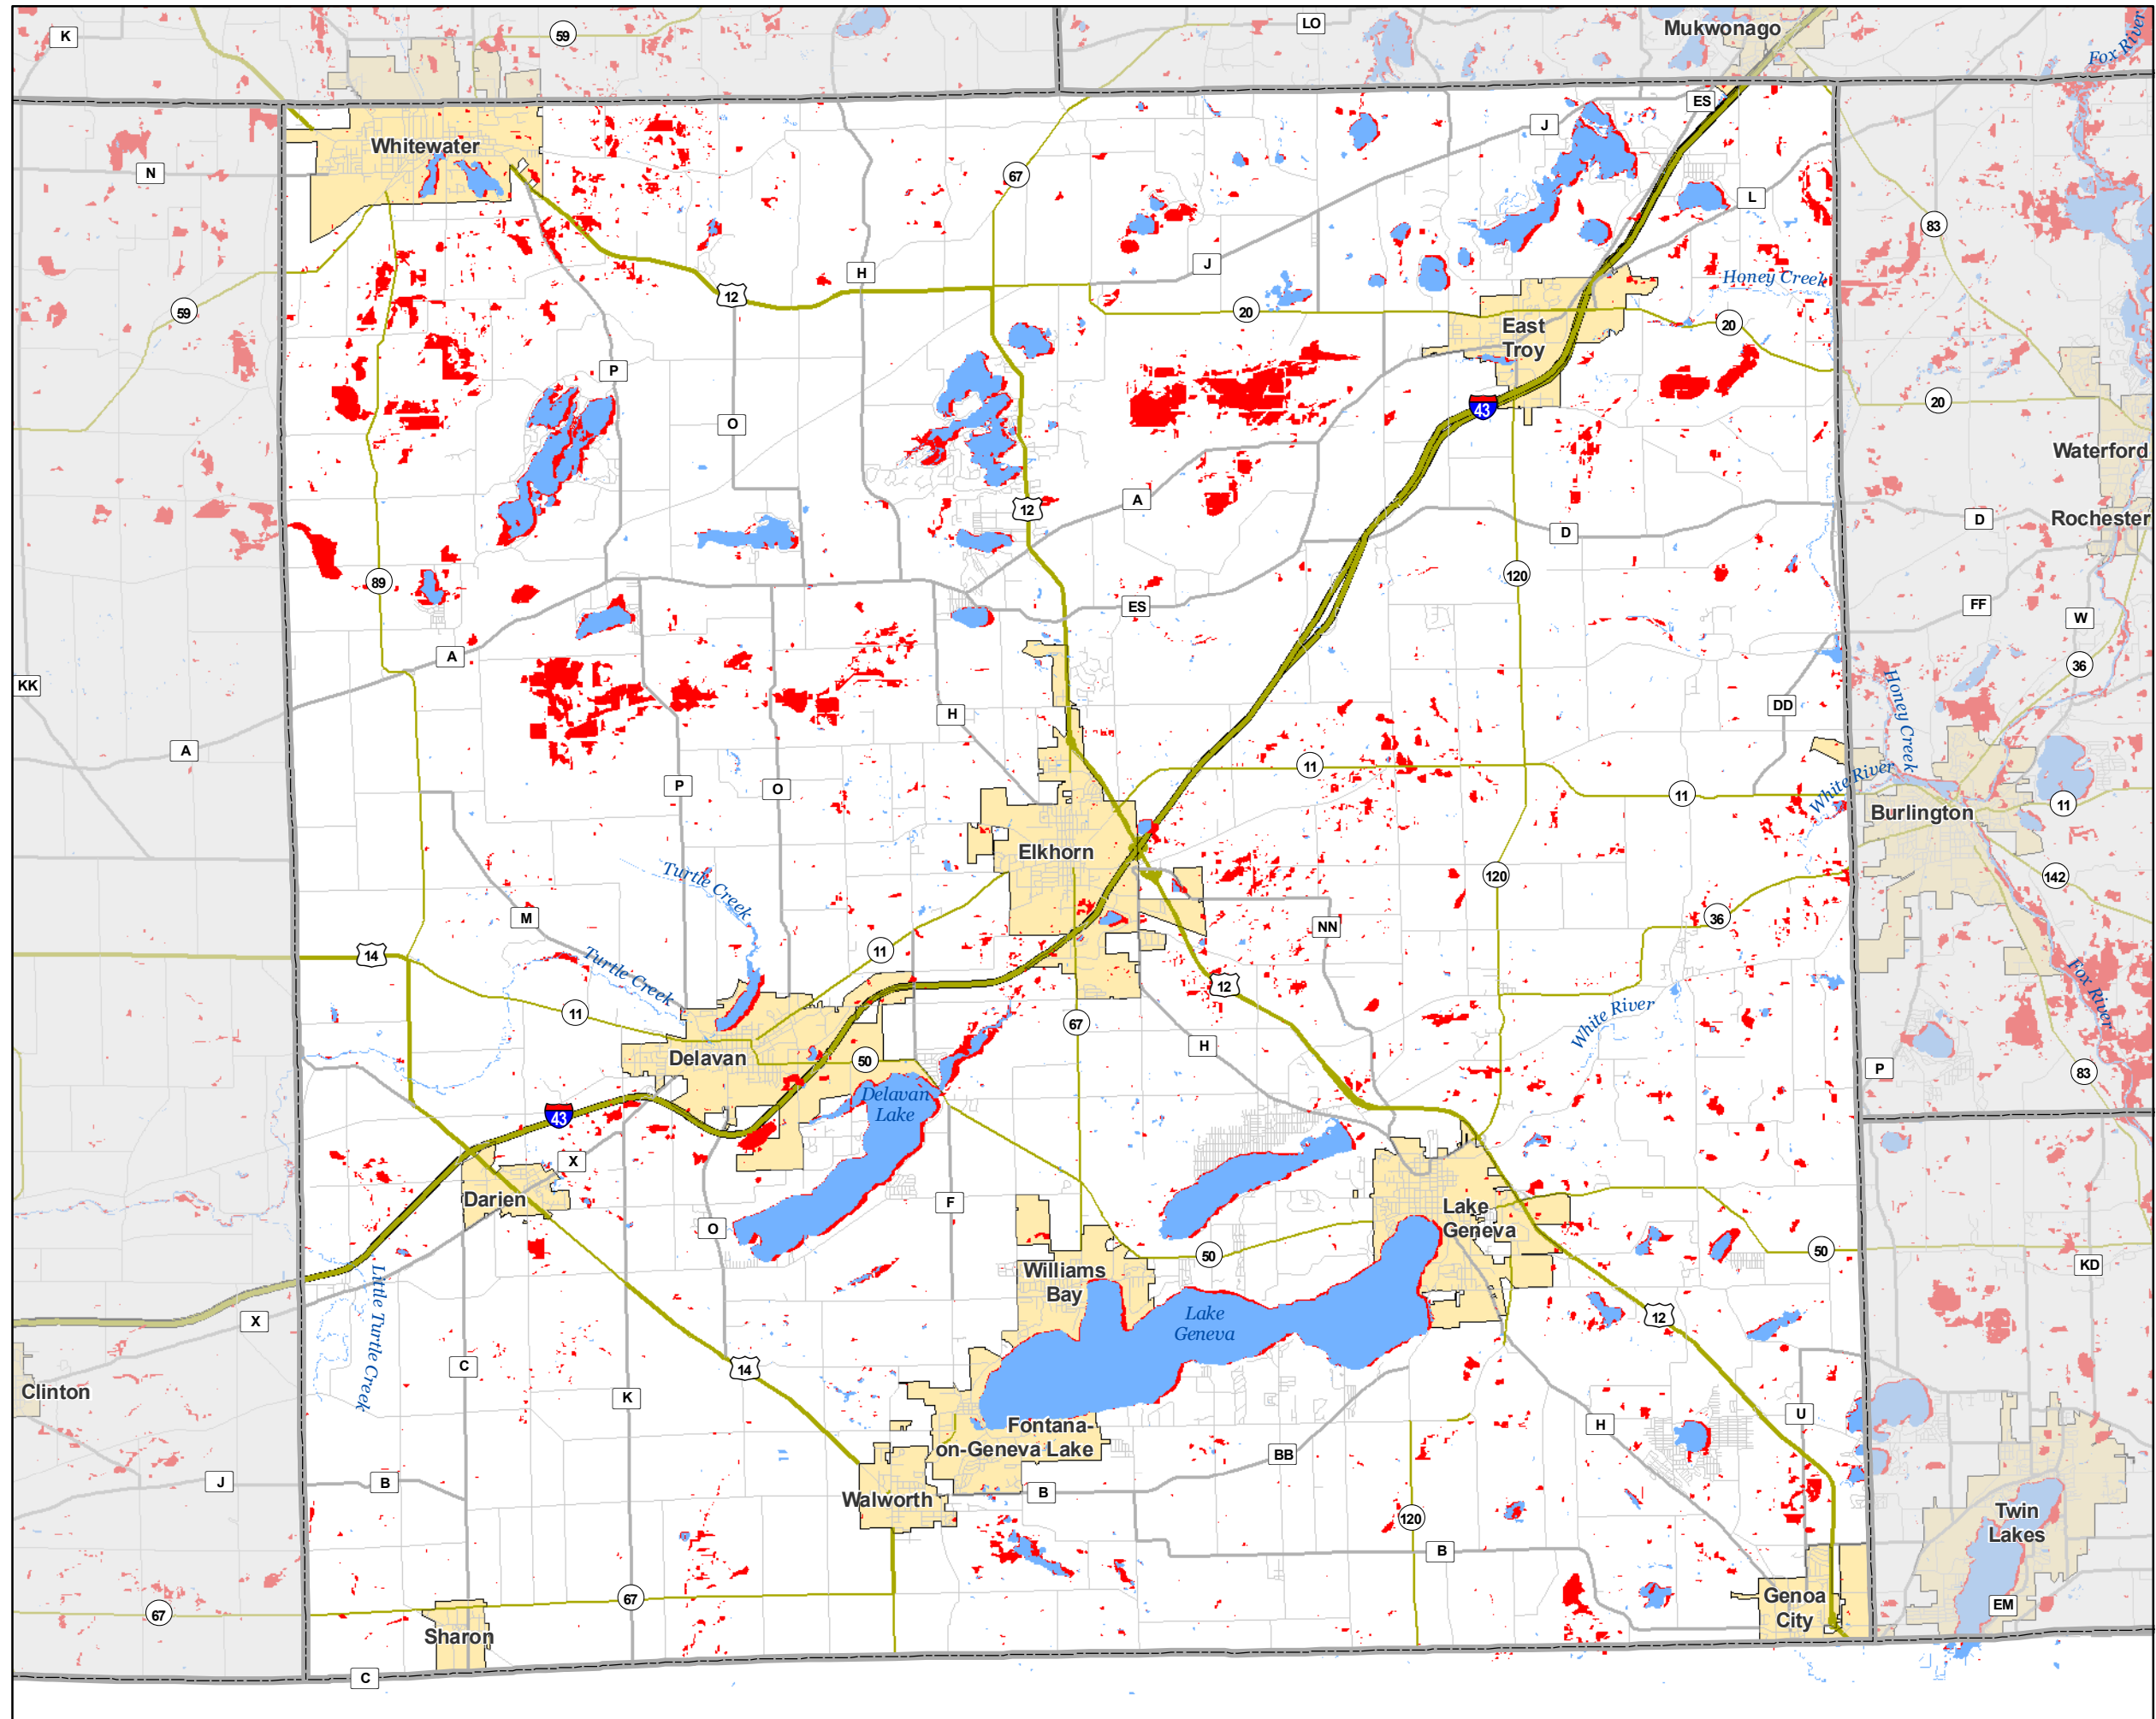 LO
Mukwonago
K
59
Fox River
ES
J
Whitewater
N
67
L
83
J
H
Honey Creek
12
59
20
20
East
Troy
P
20
43
O
Waterford
A
12
D
Rochester
D
120
89
FF
ES
W
A
36
KK
Honey Creek
DD
H
A
11
White River
P
O
11
11
Burlington
Elkhorn
Turtle Creek
120
142
M
36
NN
11
14
Turtle Creek
12
Fox River
11
67
White River
H
Delavan
50
P
83
Delavan
Lake
43
X
Darien
F
Lake
Geneva
O
50
50
KD
Williams
Bay
Little Turtle Creek
Lake
Geneva
12
X
C
14
Clinton
K
U
H
Fontana-
on-Geneva Lake
BB
J
B
B
Walworth
Twin
Lakes
120
B
67
67
Genoa
City
EM
Sharon
C